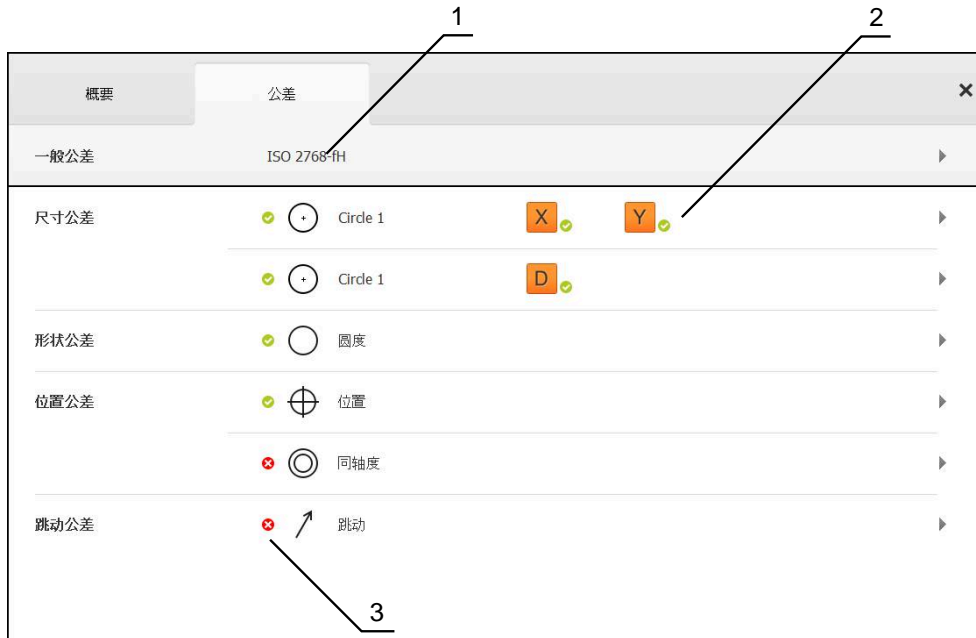 1 2
概要 公差
一般公差 ISO 2768-fH
尺寸公差 Circle 1 X Y
Circle 1 D
形状公差 圆度
位置公差 位置
同轴度
跳动公差 跳动
3